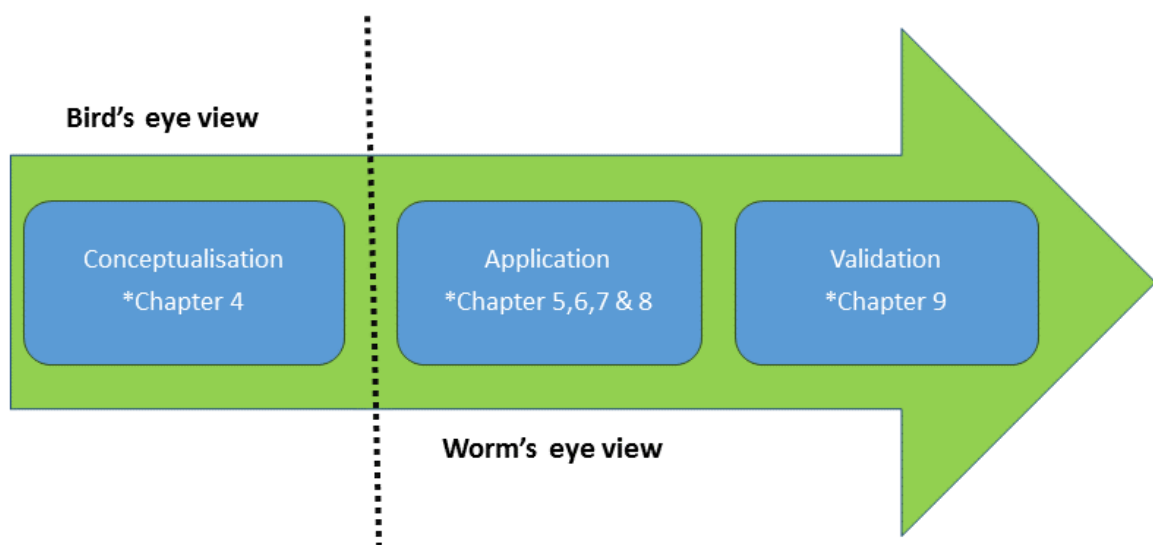 Bird's eye view
Conceptualisation
*Chapter 4
Application
*Chapter 5,6,7 & 8
Validation
*Chapter 9
Worm's eye view